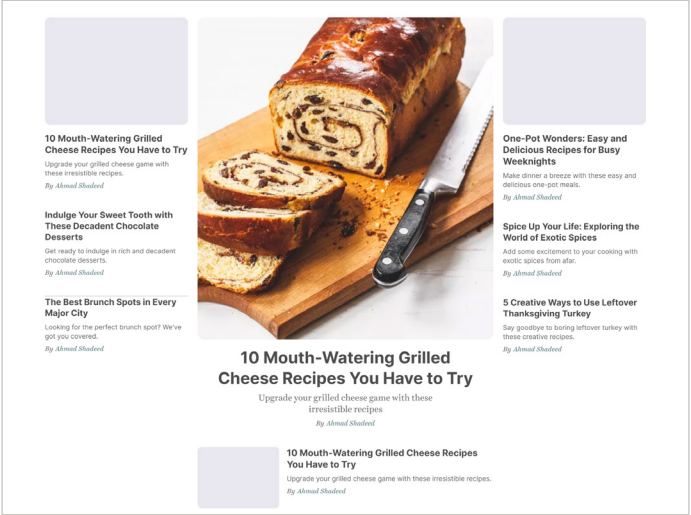 10 Mouth-Watering Grilled
Cheese Recipes You Have to Try
Upgrade your grilled cheese game with
these irresistible recipes.
By Ahmad Shadeed
Indulge Your Sweet Tooth with
These Decadent Chocolate
Desserts
Get ready to indulge in rich and decadent
chocolate desserts.
By Ahmad Shadeed
The Best Brunch Spots in Every
Major City
Looking for the perfect brunch spot? We've
got you covered.
By Ahmad Shadeed
10 Mouth-Watering Grilled
Cheese Recipes You Have to Try
Upgrade your grilled cheese game with these
irresistible recipes
By Ahmad Shadeed
10 Mouth-Watering Grilled Cheese Recipes
You Have to Try
Upgrade your grilled cheese game with these irresistible recipes.
By Ahmad Shadeed
One-Pot Wonders: Easy and
Delicious Recipes for Busy
Weeknights
Make dinner a breeze with these easy and
delicious one-pot meals.
By Ahmad Shadeed
Spice Up Your Life: Exploring the
World of Exotic Spices
Add some excitement to your cooking with
exotic spices from afar.
By Ahmad Shadeed
5 Creative Ways to Use Leftover
Thanksgiving Turkey
Say goodbye to boring leftover turkey with
these creative recipes.
By Ahmad Shadeed